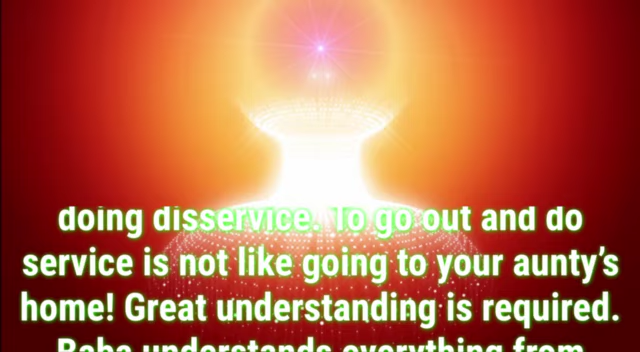 doing disservice. To go out and do
service is not like going to your aunty's
home! Great understanding is required.
Baba understands everything from